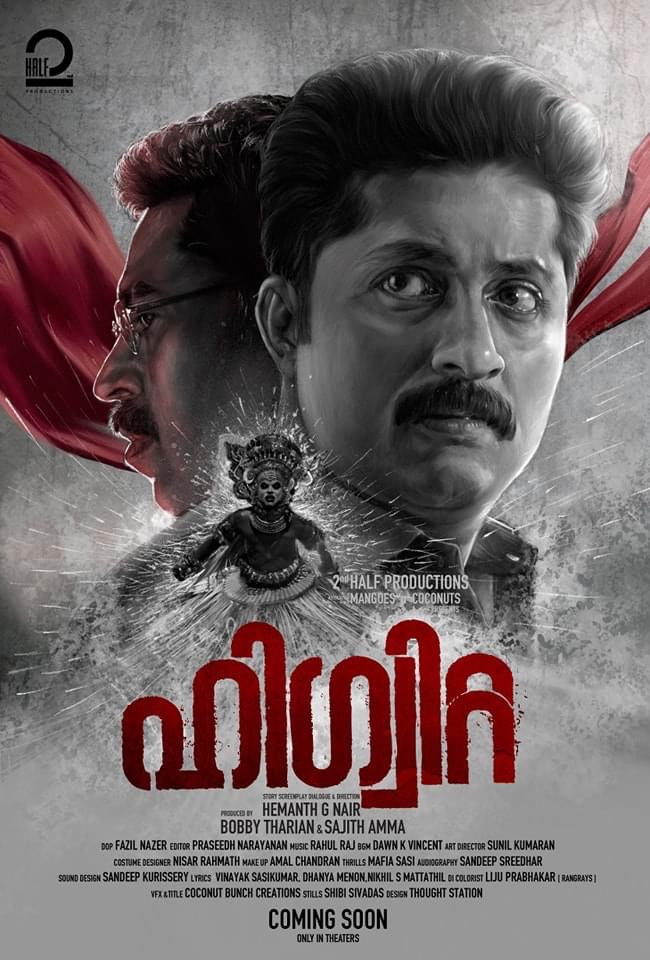 2
HALF
PRODUCTIONS
2nd HALF PRODUCTIONS
MANGOES COCONUTS
PRESENTS
ഹിഗ്വിറ്റ
STORY SCREENPLAY DIALOGUE & DIRECTION
HEMANTH G NAIR
PRODUCED BY
BOBBY THARIAN & SAJITH AMMA
DOP FAZIL NAZER EDITOR PRASEEDH NARAYANAN MUSIC RAHUL RAJ BGM DAWN K VINCENT ART DIRECTOR SUNIL KUMARAN
COSTUME DESIGNER NISAR RAHMATH MAKE UP AMAL CHANDRAN THRILLS MAFIA SASI AUDIOGRAPHY SANDEEP SREEDHAR
SOUND DESIGN SANDEEP KURISSERY LYRICS VINAYAK SASIKUMAR, DHANYA MENON,NIKHIL S MATTATHIL DI COLORIST LIJU PRABHAKAR [ RANGRAYS ]
VFX &TITLE COCONUT BUNCH CREATIONS STILLS SHIBI SIVADAS DESIGN THOUGHT STATION
COMING SOON
ONLY IN THEATERS